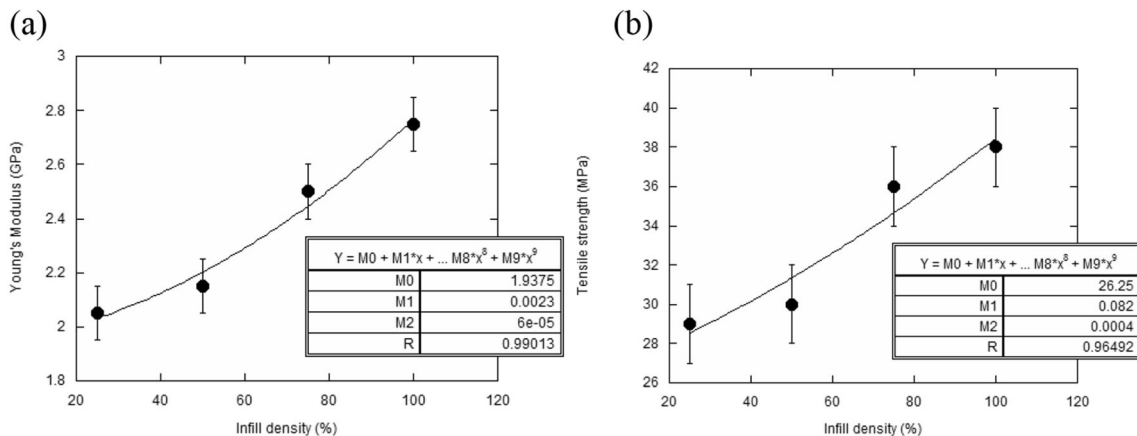 (a)
3
2.8
2.6
2.4
2.2
2
1.8
Young's Modulus (GPa)
20 40 60 80 100 120
Infill density (%)
Y = M0 + M1*x + ... M8*x⁸ + M9*x⁹
M0 1.9375
M1 0.0023
M2 6e-05
R 0.99013
(b)
42
40
38
36
34
32
30
28
26
Tensile strength (MPa)
20 40 60 80 100 120
Infill density (%)
Y = M0 + M1*x + ... M8*x⁸ + M9*x⁹
M0 26.25
M1 0.082
M2 0.0004
R 0.96492